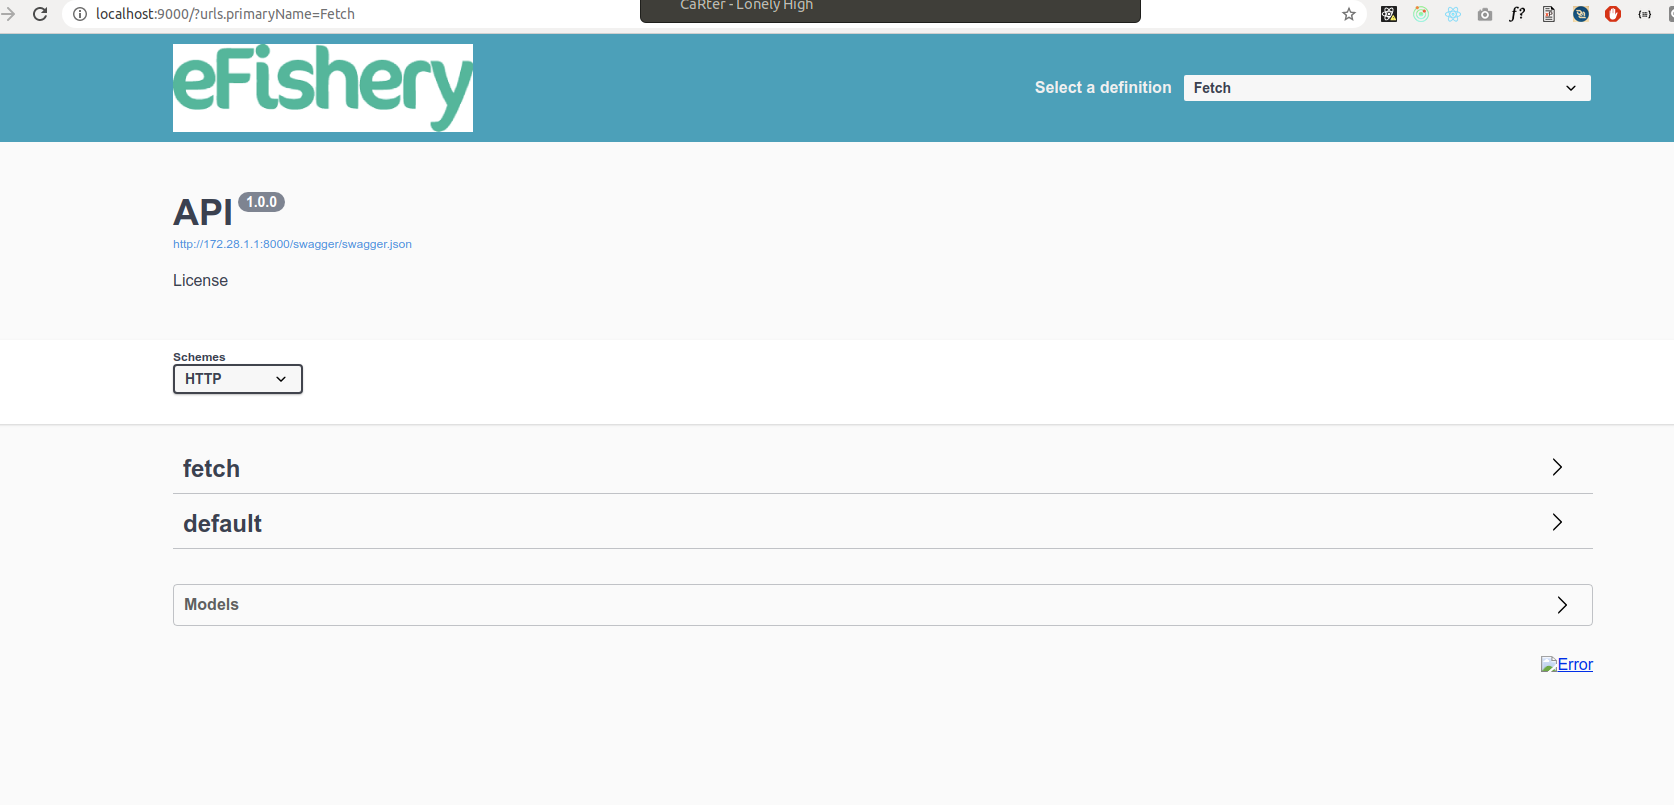 CaRter - Lonely High
localhost:9000/?urls.primaryName=Fetch
f?
eFishery
Select a definition
Fetch
API 1.0.0
http://172.28.1.1:8000/swagger/swagger.json
License
Schemes
HTTP
fetch
default
Models
Error